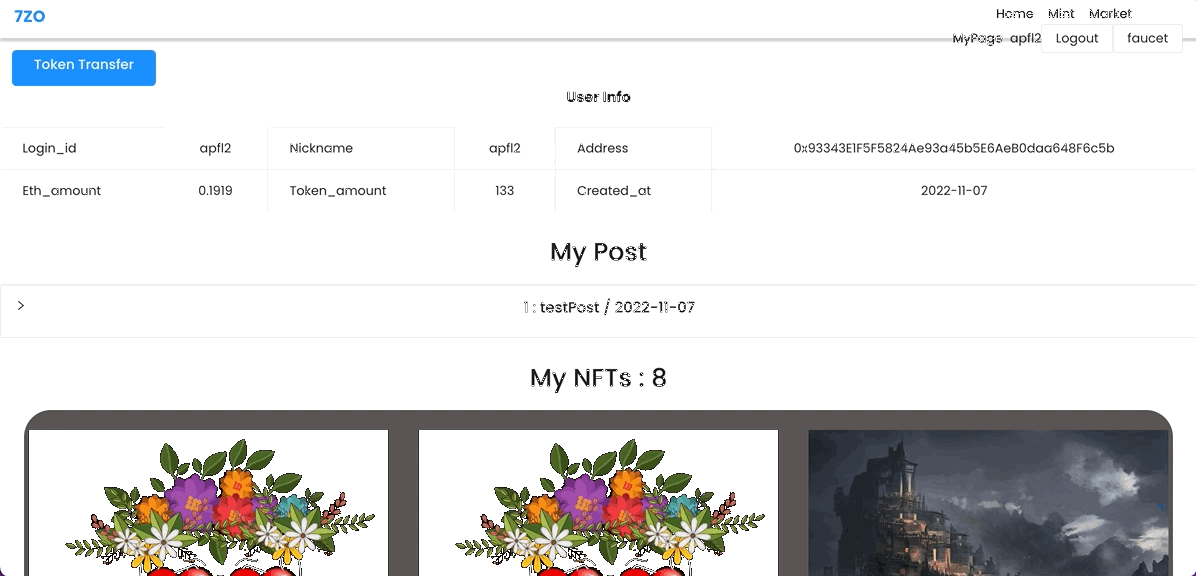 7ZO
Home Mint Market
MyPage apfl2 Logout faucet
Token Transfer
User Info
Login_id apfl2 Nickname apfl2 Address 0x93343E1F5F5824Ae93a45b5E6AeB0daa648F6c5b
Eth_amount 0.1919 Token_amount 133 Created_at 2022-11-07
My Post
1 : testPost / 2022-11-07
My NFTs : 8